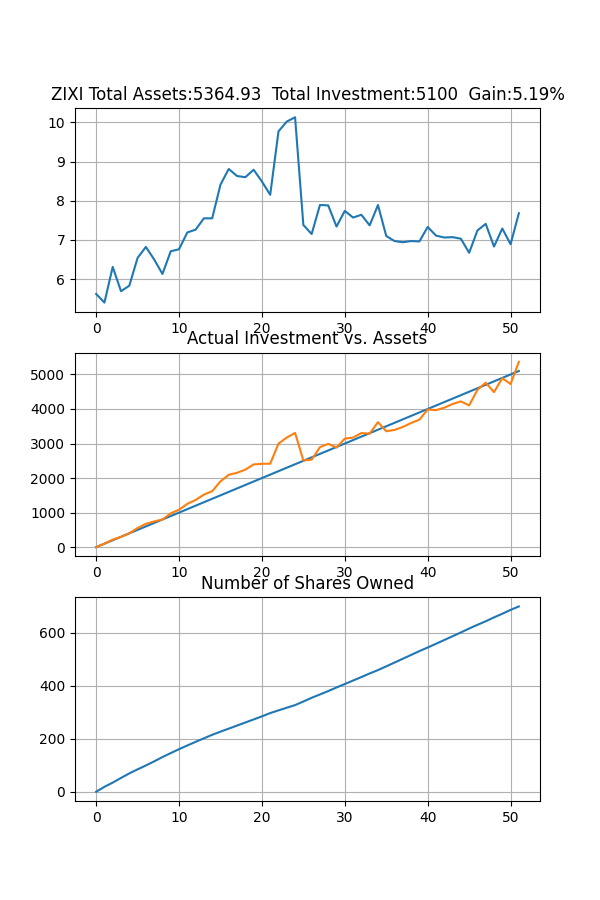 ZIXI Total Assets:5364.93 Total Investment:5100 Gain:5.19%
10
9
8
7
6
0 10 20 30 40 50
Actual Investment vs. Assets
5000
4000
3000
2000
1000
0
0 10 20 30 40 50
Number of Shares Owned
600
400
200
0
0 10 20 30 40 50